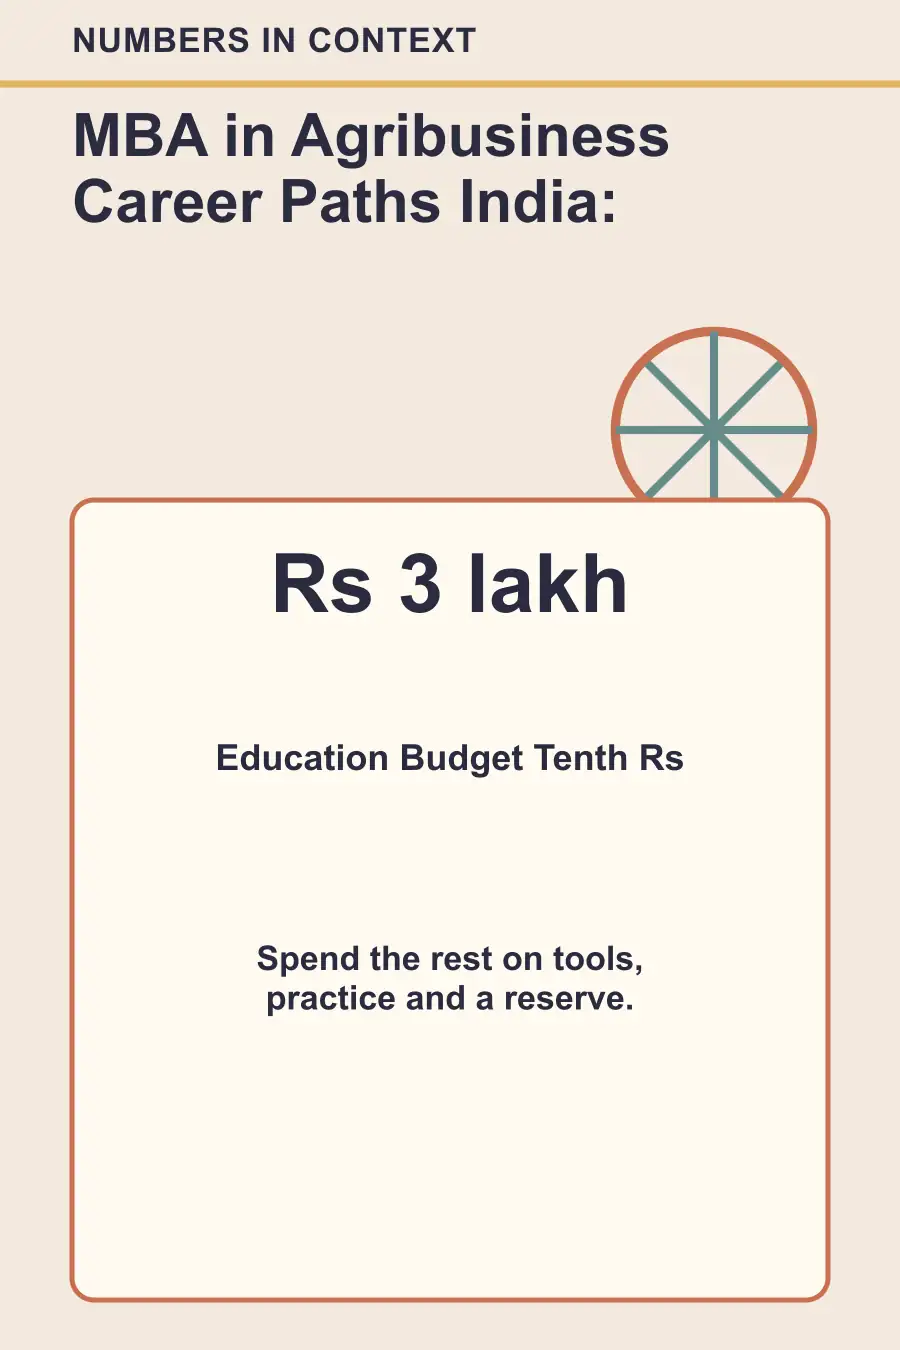 NUMBERS IN CONTEXT
MBA in Agribusiness
Career Paths India:
Rs 3 lakh
Education Budget Tenth Rs
Spend the rest on tools,
practice and a reserve.